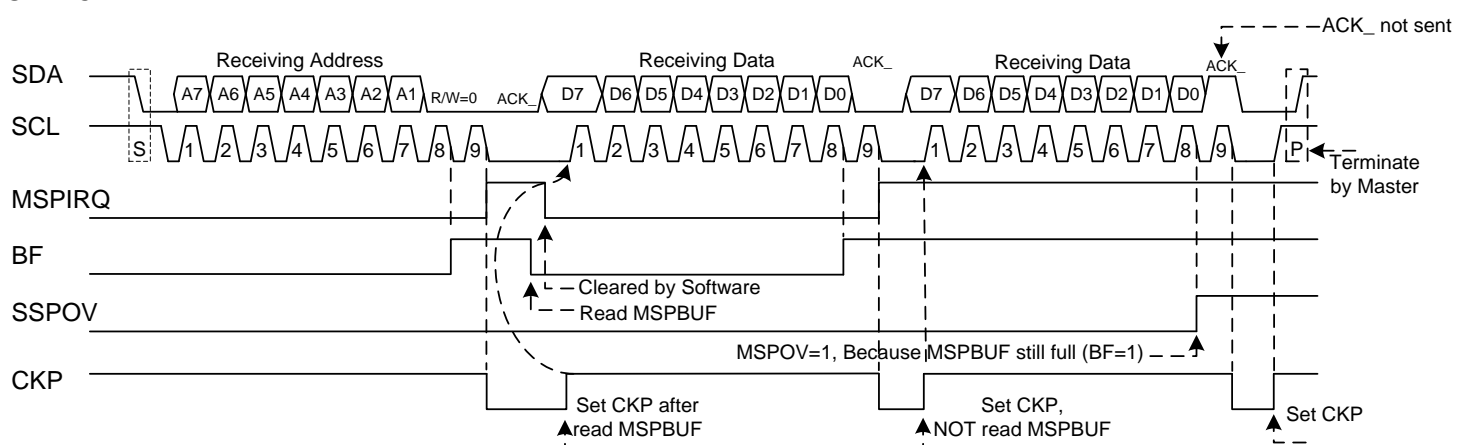 ACK_ not sent
Receiving Address Receiving Data ACK_ Receiving Data ACK_
SDA A7 A6 A5 A4 A3 A2 A1 R/W=0 ACK_ D7 D6 D5 D4 D3 D2 D1 D0 D7 D6 D5 D4 D3 D2 D1 D0
SCL S 1 2 3 4 5 6 7 8 9 1 2 3 4 5 6 7 8 9 1 2 3 4 5 6 7 8 9 P
Terminate
by Master
MSPIRQ
BF
Cleared by Software
Read MSPBUF
SSPOV
MSPOV=1, Because MSPBUF still full (BF=1)
CKP
Set CKP after
read MSPBUF
Set CKP,
NOT read MSPBUF
Set CKP